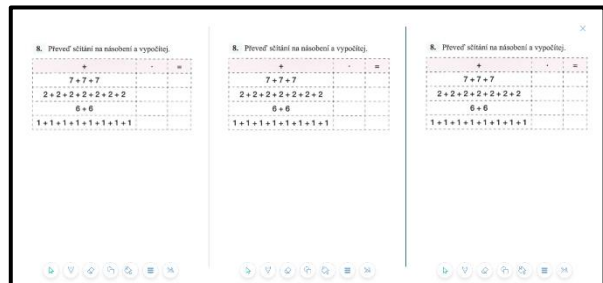 8. Převeď sčítání na násobení a vypočítej.
+ · =
7+7+7
2+2+2+2+2+2+2
6+6
1+1+1+1+1+1+1+1
8. Převeď sčítání na násobení a vypočítej.
+ · =
7+7+7
2+2+2+2+2+2+2
6+6
1+1+1+1+1+1+1+1
8. Převeď sčítání na násobení a vypočítej.
+ · =
7+7+7
2+2+2+2+2+2+2
6+6
1+1+1+1+1+1+1+1